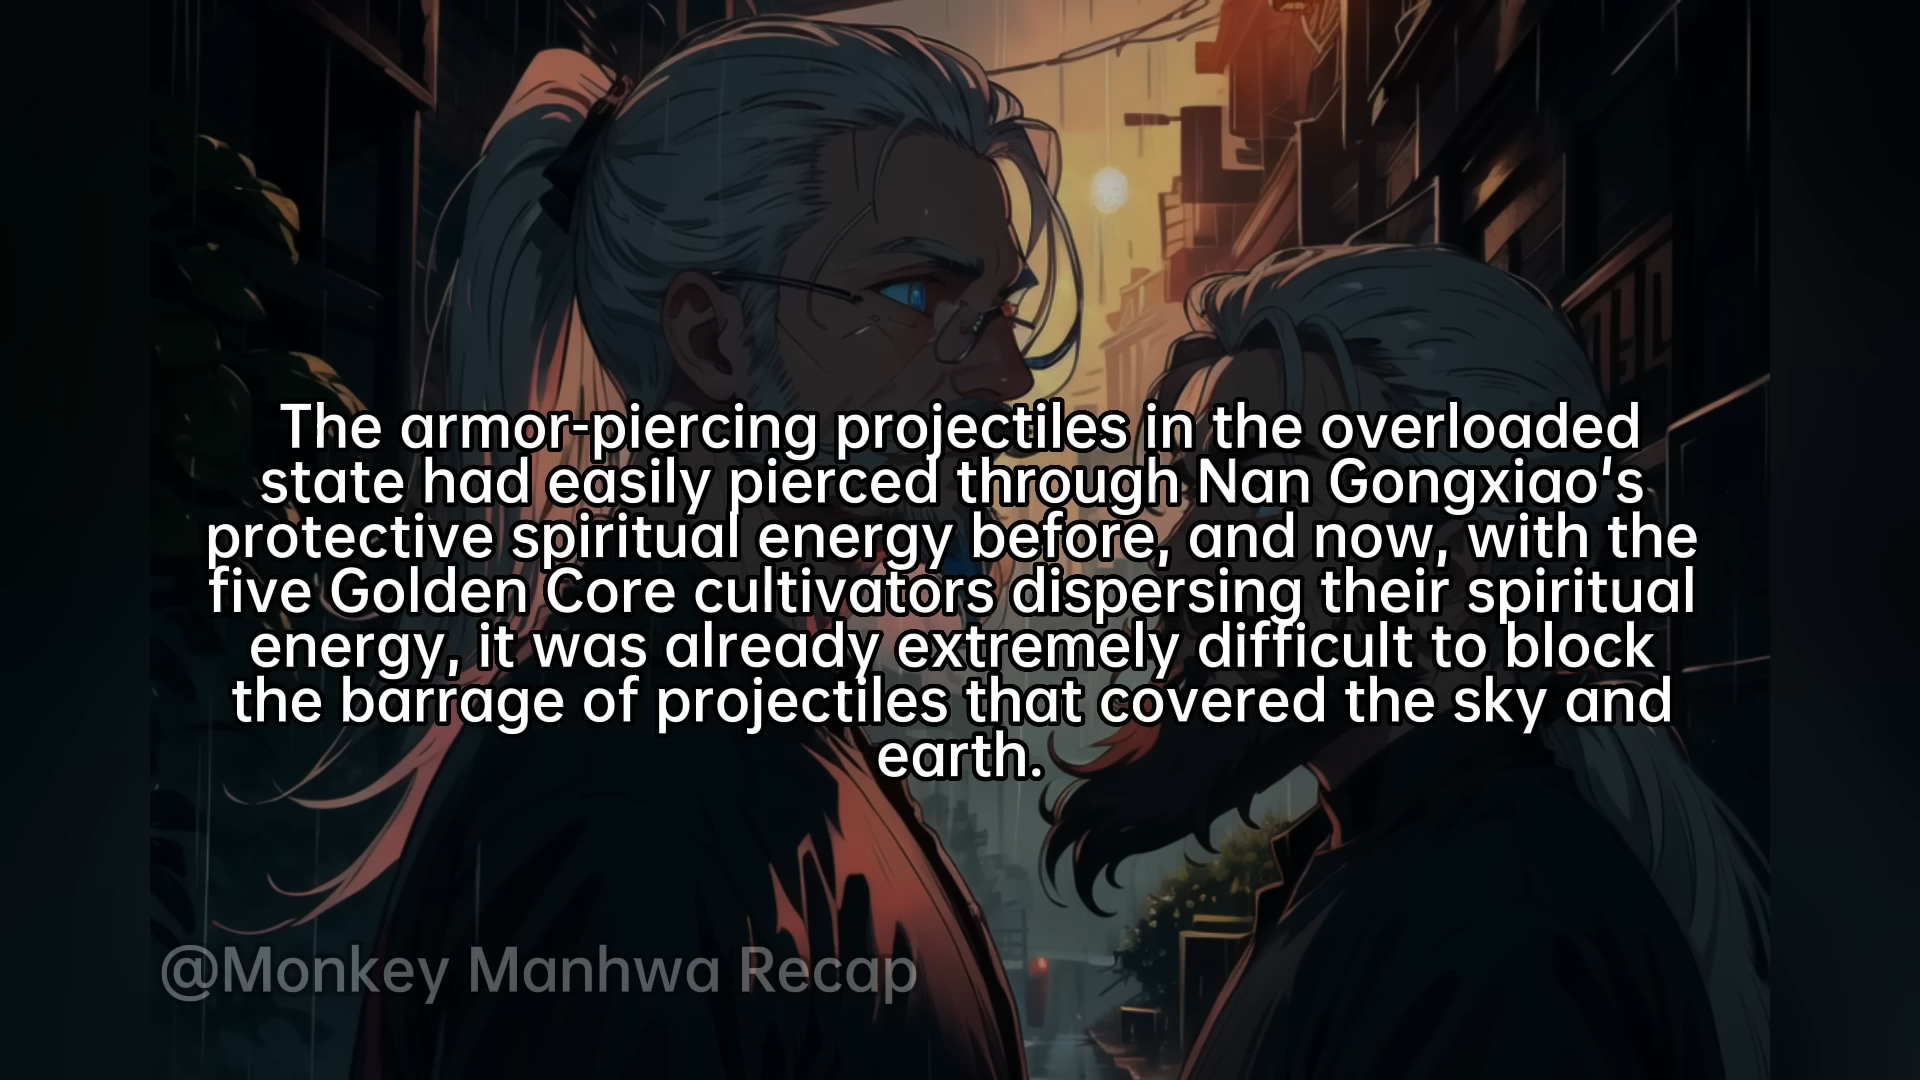 The armor-piercing projectiles in the overloaded
state had easily pierced through Nan Gongxiao's
protective spiritual energy before, and now, with the
five Golden Core cultivators dispersing their spiritual
energy, it was already extremely difficult to block
the barrage of projectiles that covered the sky and
earth.
@Monkey Manhwa Recap